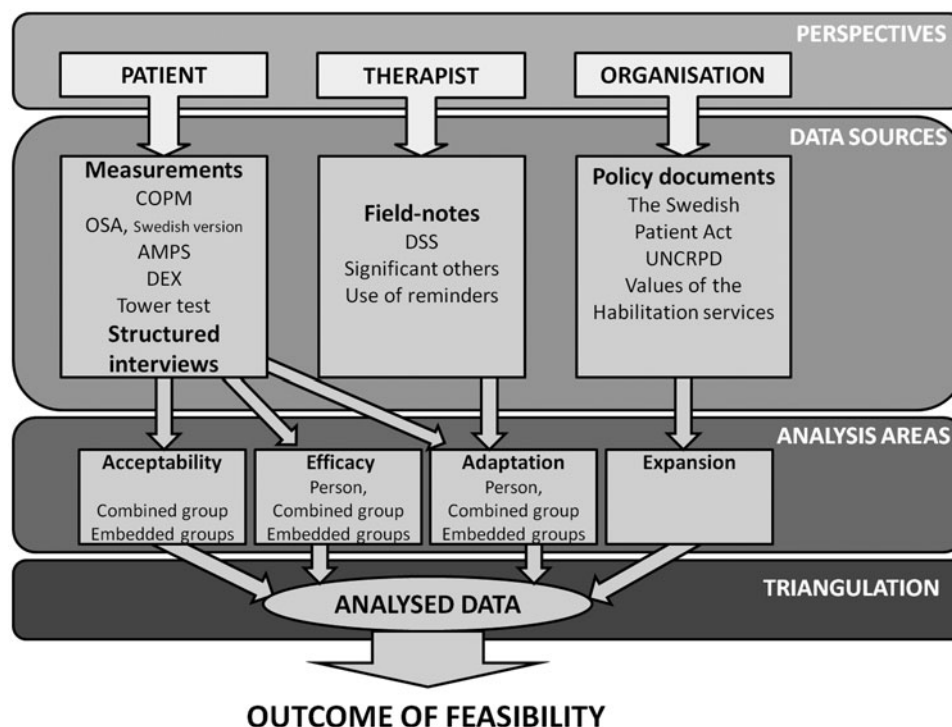 PERSPECTIVES
PATIENT
THERAPIST
ORGANISATION
DATA SOURCES
Measurements
COPM
OSA, Swedish version
AMPS
DEX
Tower test
Structured
interviews
Field-notes
DSS
Significant others
Use of reminders
Policy documents
The Swedish
Patient Act
UNCRPD
Values of the
Habilitation services
ANALYSIS AREAS
Acceptability
Combined group
Embedded groups
Efficacy
Person,
Combined group
Embedded groups
Adaptation
Person,
Combined group
Embedded groups
Expansion
TRIANGULATION
ANALYSED DATA
OUTCOME OF FEASIBILITY